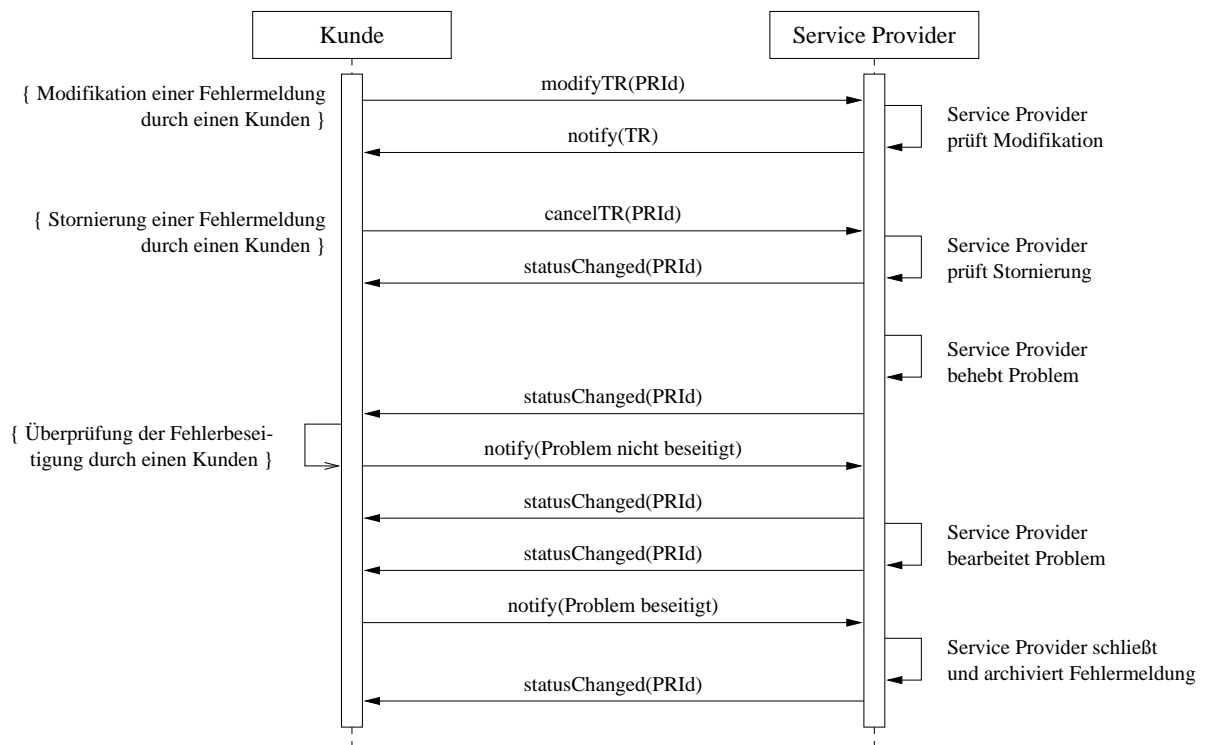 Kunde
Service Provider
modifyTR(PRId)
{ Modifikation einer Fehlermeldung
durch einen Kunden }
Service Provider
prüft Modifikation
notify(TR)
cancelTR(PRId)
{ Stornierung einer Fehlermeldung
durch einen Kunden }
Service Provider
prüft Stornierung
statusChanged(PRId)
Service Provider
behebt Problem
statusChanged(PRId)
{ Überprüfung der Fehlerbesei-
tigung durch einen Kunden }
notify(Problem nicht beseitigt)
statusChanged(PRId)
Service Provider
bearbeitet Problem
statusChanged(PRId)
notify(Problem beseitigt)
Service Provider schließt
und archiviert Fehlermeldung
statusChanged(PRId)